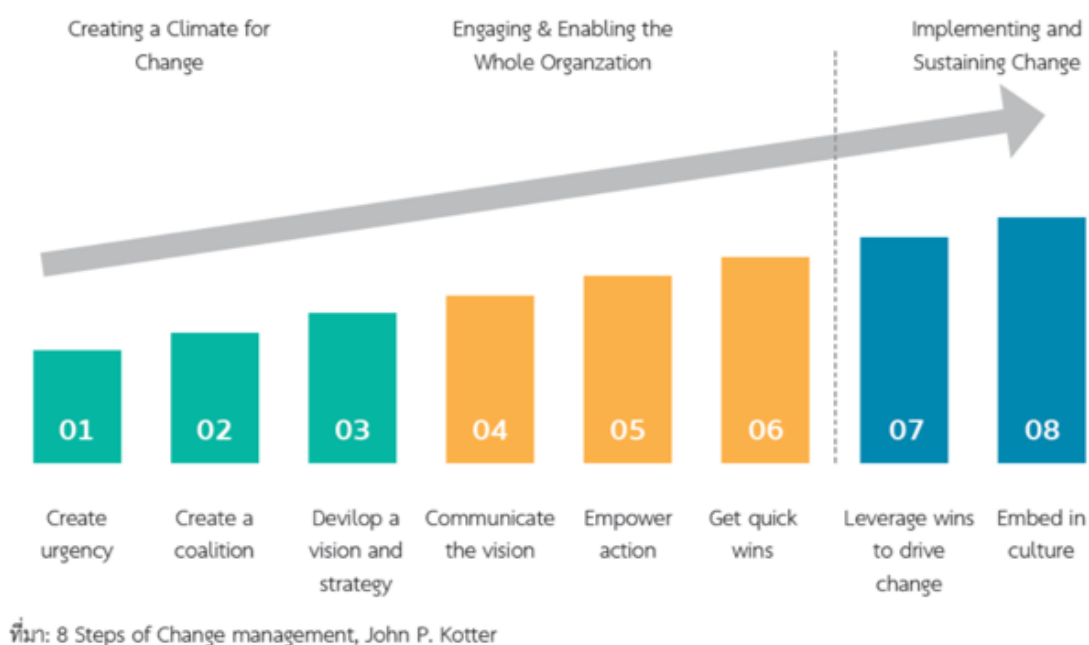 Creating a Climate for
Change
Engaging & Enabling the
Whole Organzation
Implementing and
Sustaining Change
01
02
03
04
05
06
07
08
Create
urgency
Create a
coalition
Devilop a
vision and
strategy
Communicate
the vision
Empower
action
Get quick
wins
Leverage wins
to drive
change
Embed in
culture
ที่มา: 8 Steps of Change management, John P. Kotter